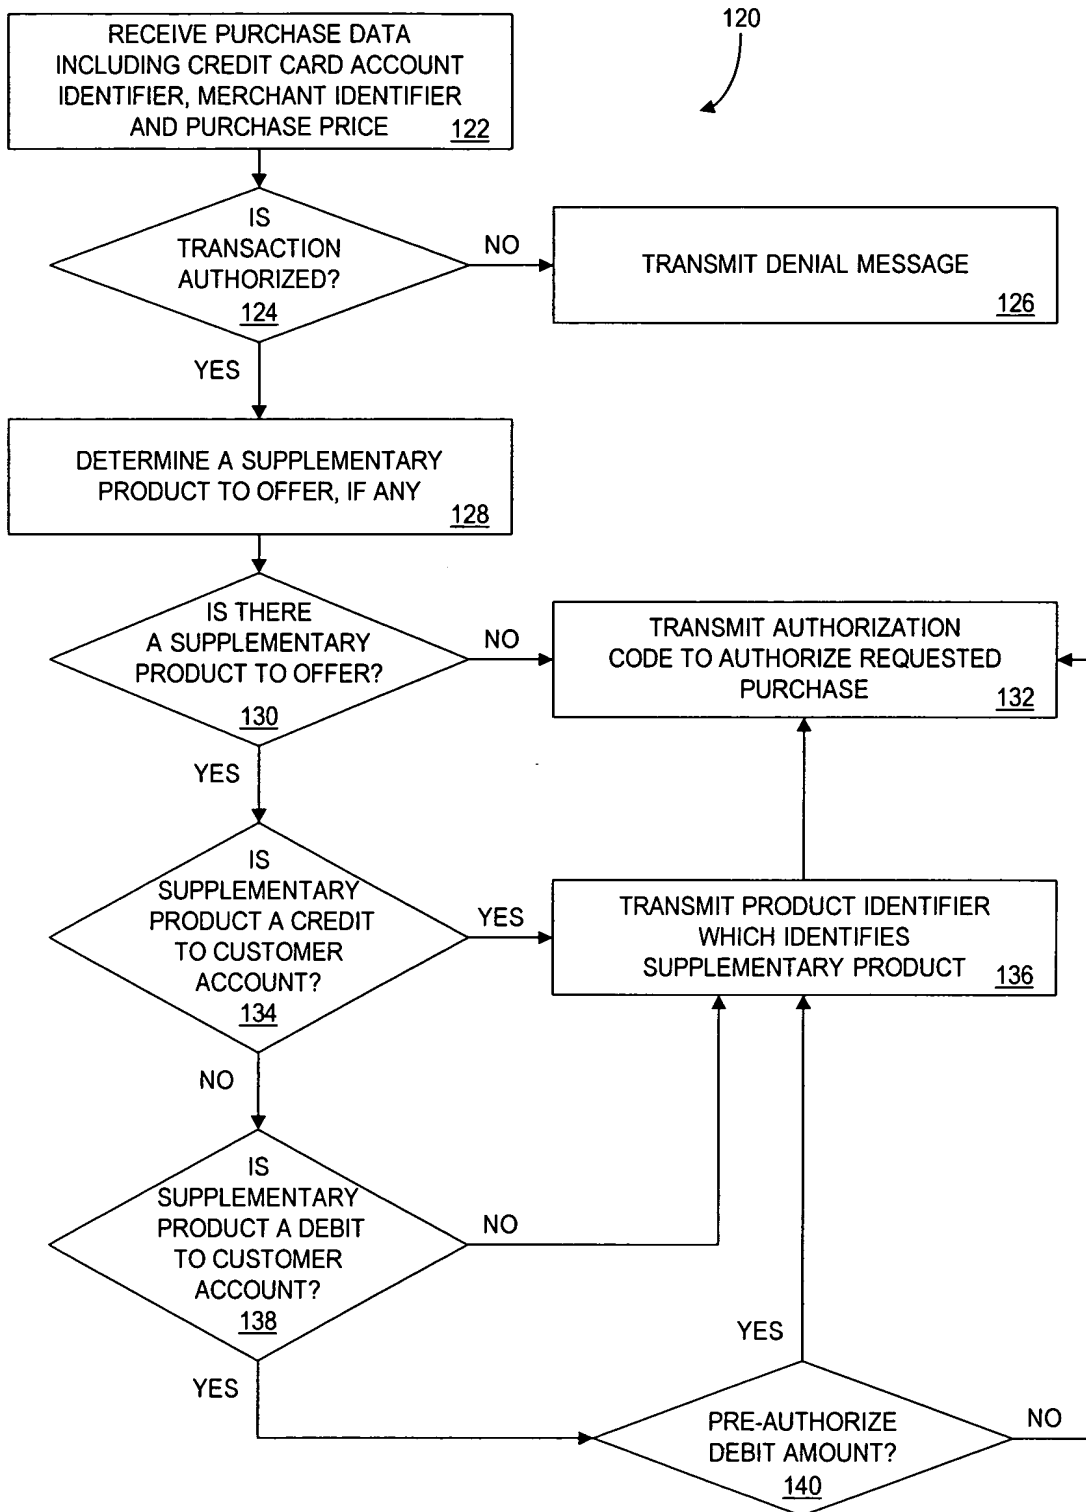 120
RECEIVE PURCHASE DATA
INCLUDING CREDIT CARD ACCOUNT
IDENTIFIER, MERCHANT IDENTIFIER
AND PURCHASE PRICE
122
IS
TRANSACTION
AUTHORIZED?
124
NO
TRANSMIT DENIAL MESSAGE
126
YES
DETERMINE A SUPPLEMENTARY
PRODUCT TO OFFER, IF ANY
128
IS THERE
A SUPPLEMENTARY
PRODUCT TO OFFER?
130
NO
TRANSMIT AUTHORIZATION
CODE TO AUTHORIZE REQUESTED
PURCHASE
132
YES
IS
SUPPLEMENTARY
PRODUCT A CREDIT
TO CUSTOMER
ACCOUNT?
134
YES
TRANSMIT PRODUCT IDENTIFIER
WHICH IDENTIFIES
SUPPLEMENTARY PRODUCT
136
NO
IS
SUPPLEMENTARY
PRODUCT A DEBIT
TO CUSTOMER
ACCOUNT?
138
NO
YES
YES
PRE-AUTHORIZE
DEBIT AMOUNT?
140
NO